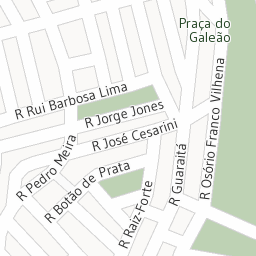 Praça do
Galeão
R Rui Barbosa Lima
R Jorge Jones
R José Cesarini
R Osório Franco Vilhena
R Guaraitá
R Pedro Meira
R Botão de Prata
R Raiz-Forte